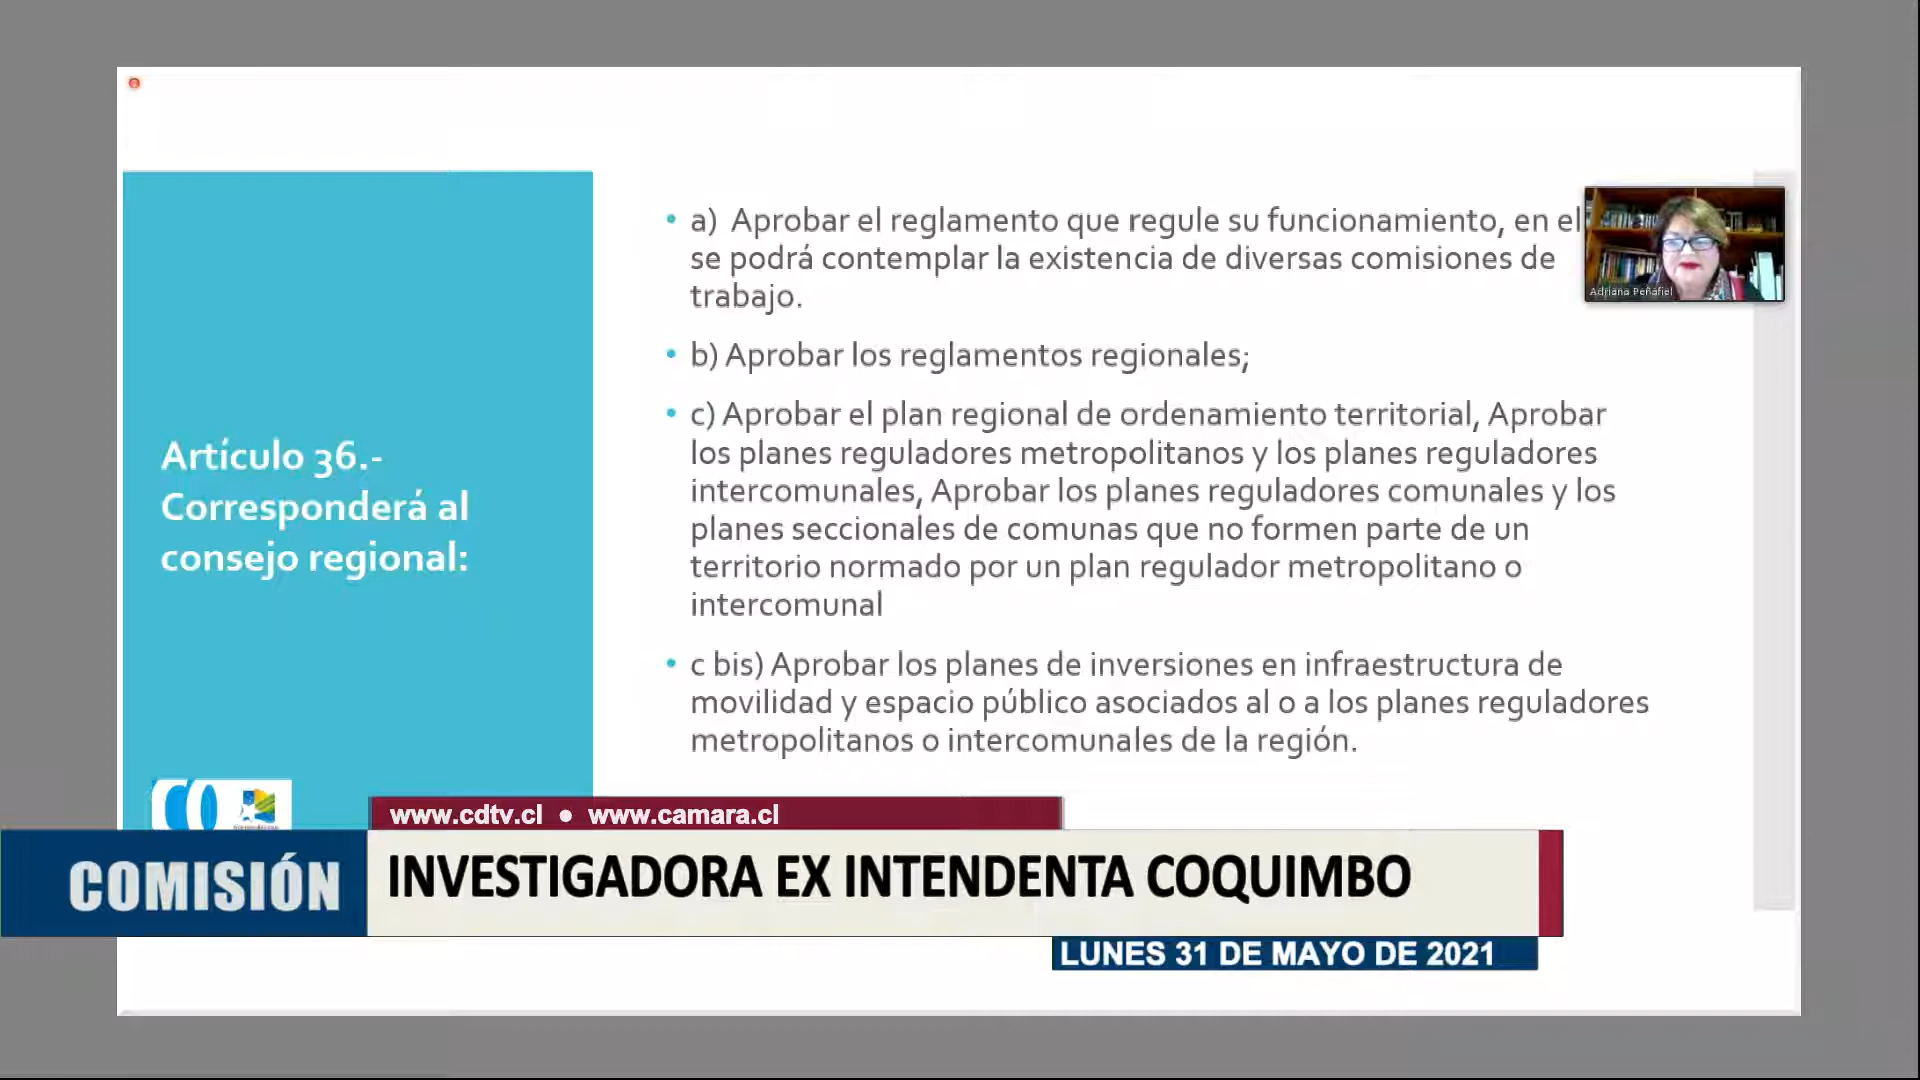 Artículo 36.-
Corresponderá al
consejo regional:
• a) Aprobar el reglamento que regule su funcionamiento, en el
se podrá contemplar la existencia de diversas comisiones de
trabajo.
• b) Aprobar los reglamentos regionales;
• c) Aprobar el plan regional de ordenamiento territorial, Aprobar
los planes reguladores metropolitanos y los planes reguladores
intercomunales, Aprobar los planes reguladores comunales y los
planes seccionales de comunas que no formen parte de un
territorio normado por un plan regulador metropolitano o
intercomunal
• c bis) Aprobar los planes de inversiones en infraestructura de
movilidad y espacio público asociados al o a los planes reguladores
metropolitanos o intercomunales de la región.
Adriana Peñafiel
CO
www.cdtv.cl • www.camara.cl
COMISIÓN
INVESTIGADORA EX INTENDENTA COQUIMBO
LUNES 31 DE MAYO DE 2021